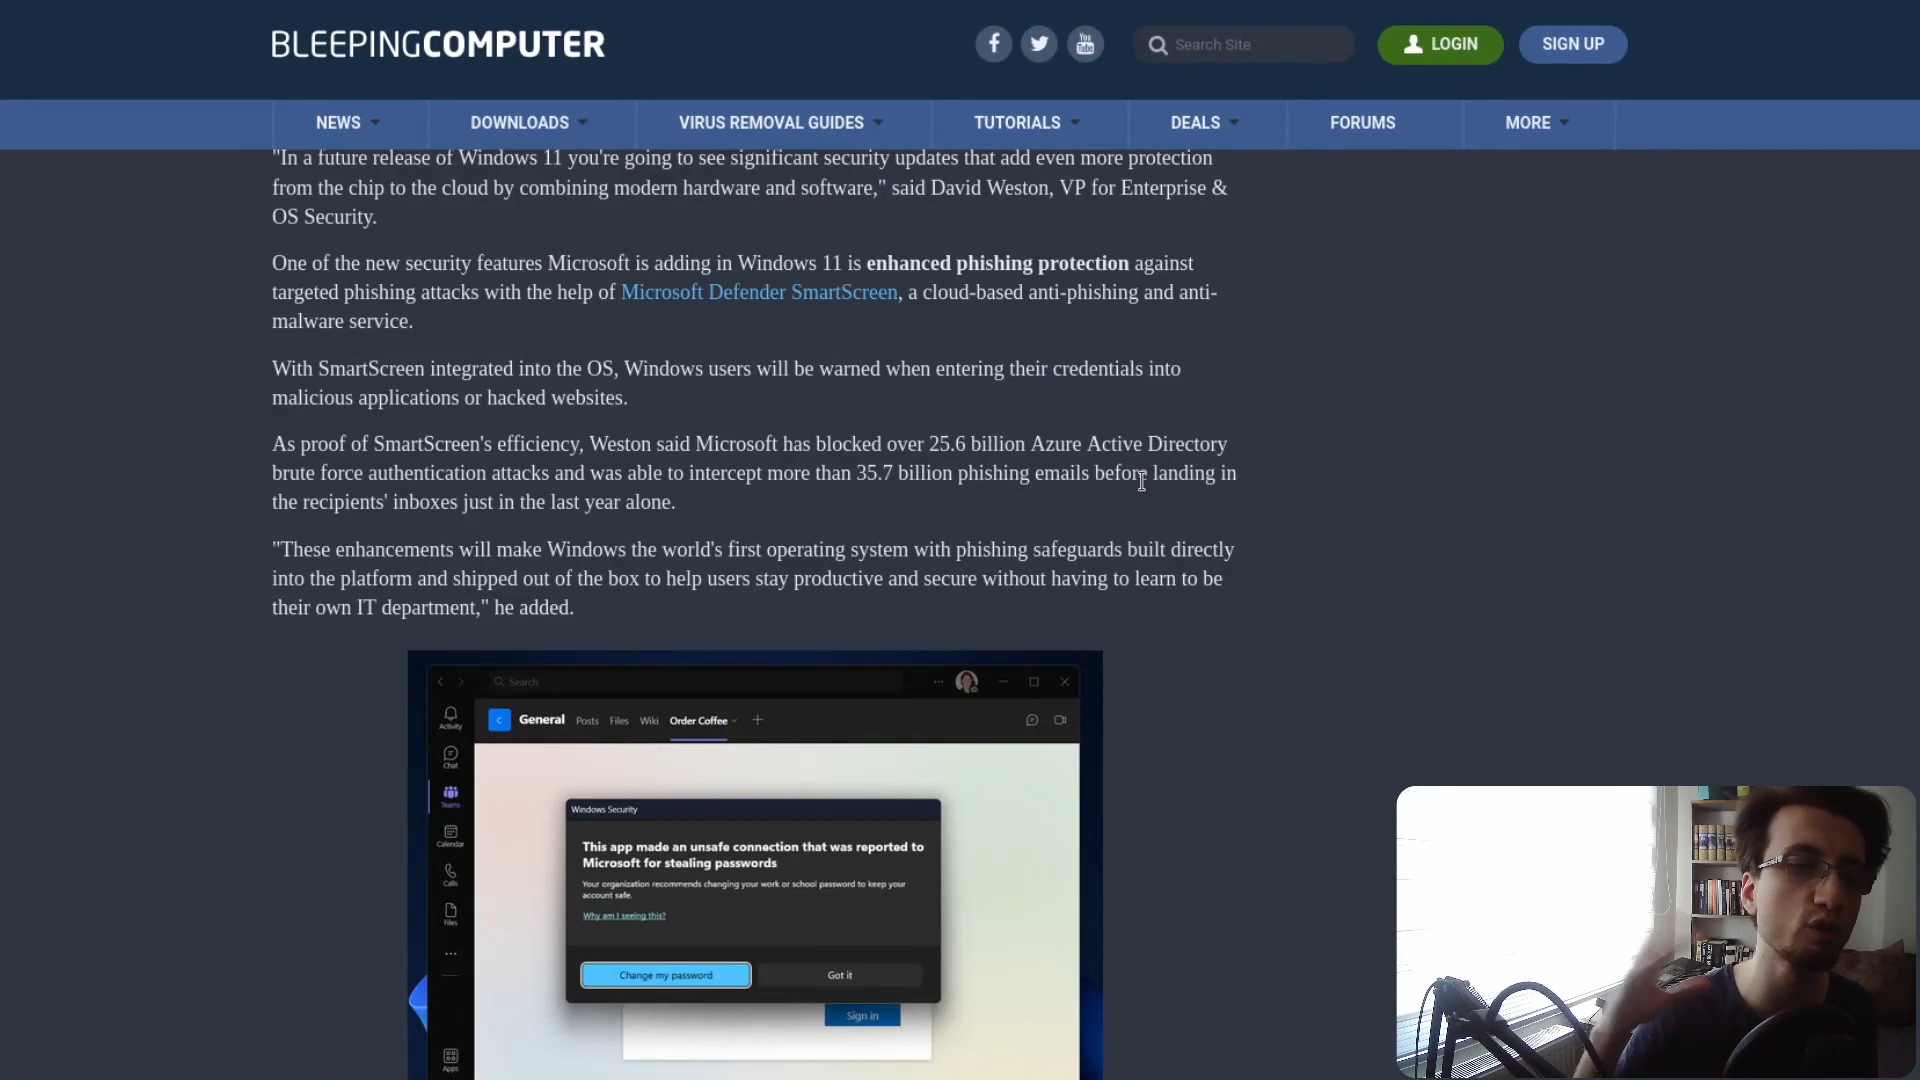 BLEEPINGCOMPUTER
Search Site
LOGIN
SIGN UP
NEWS
DOWNLOADS
VIRUS REMOVAL GUIDES
TUTORIALS
DEALS
FORUMS
MORE
"In a future release of Windows 11 you're going to see significant security updates that add even more protection
from the chip to the cloud by combining modern hardware and software," said David Weston, VP for Enterprise &
OS Security.
One of the new security features Microsoft is adding in Windows 11 is enhanced phishing protection against
targeted phishing attacks with the help of Microsoft Defender SmartScreen, a cloud-based anti-phishing and anti-
malware service.
With SmartScreen integrated into the OS, Windows users will be warned when entering their credentials into
malicious applications or hacked websites.
As proof of SmartScreen's efficiency, Weston said Microsoft has blocked over 25.6 billion Azure Active Directory
brute force authentication attacks and was able to intercept more than 35.7 billion phishing emails before landing in
the recipients' inboxes just in the last year alone.
"These enhancements will make Windows the world's first operating system with phishing safeguards built directly
into the platform and shipped out of the box to help users stay productive and secure without having to learn to be
their own IT department," he added.
Search
C General Posts Files Wiki Order Coffee
Activity
Chat
Teams
Calendar
Calls
Files
Apps
Windows Security
This app made an unsafe connection that was reported to
Microsoft for stealing passwords
Your organization recommends changing your work or school password to keep your
account safe.
Why am I seeing this?
Change my password
Got it
Sign in